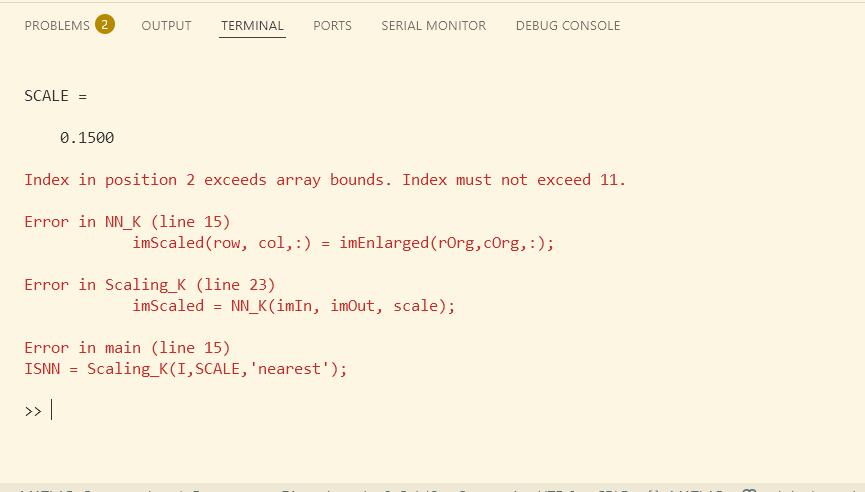 PROBLEMS 2 OUTPUT TERMINAL PORTS SERIAL MONITOR DEBUG CONSOLE
SCALE =
0.1500
Index in position 2 exceeds array bounds. Index must not exceed 11.
Error in NN_K (line 15)
imScaled(row, col,:) = imEnlarged(rOrg,cOrg,:);
Error in Scaling_K (line 23)
imScaled = NN_K(imIn, imOut, scale);
Error in main (line 15)
ISNN = Scaling_K(I,SCALE,'nearest');
>>